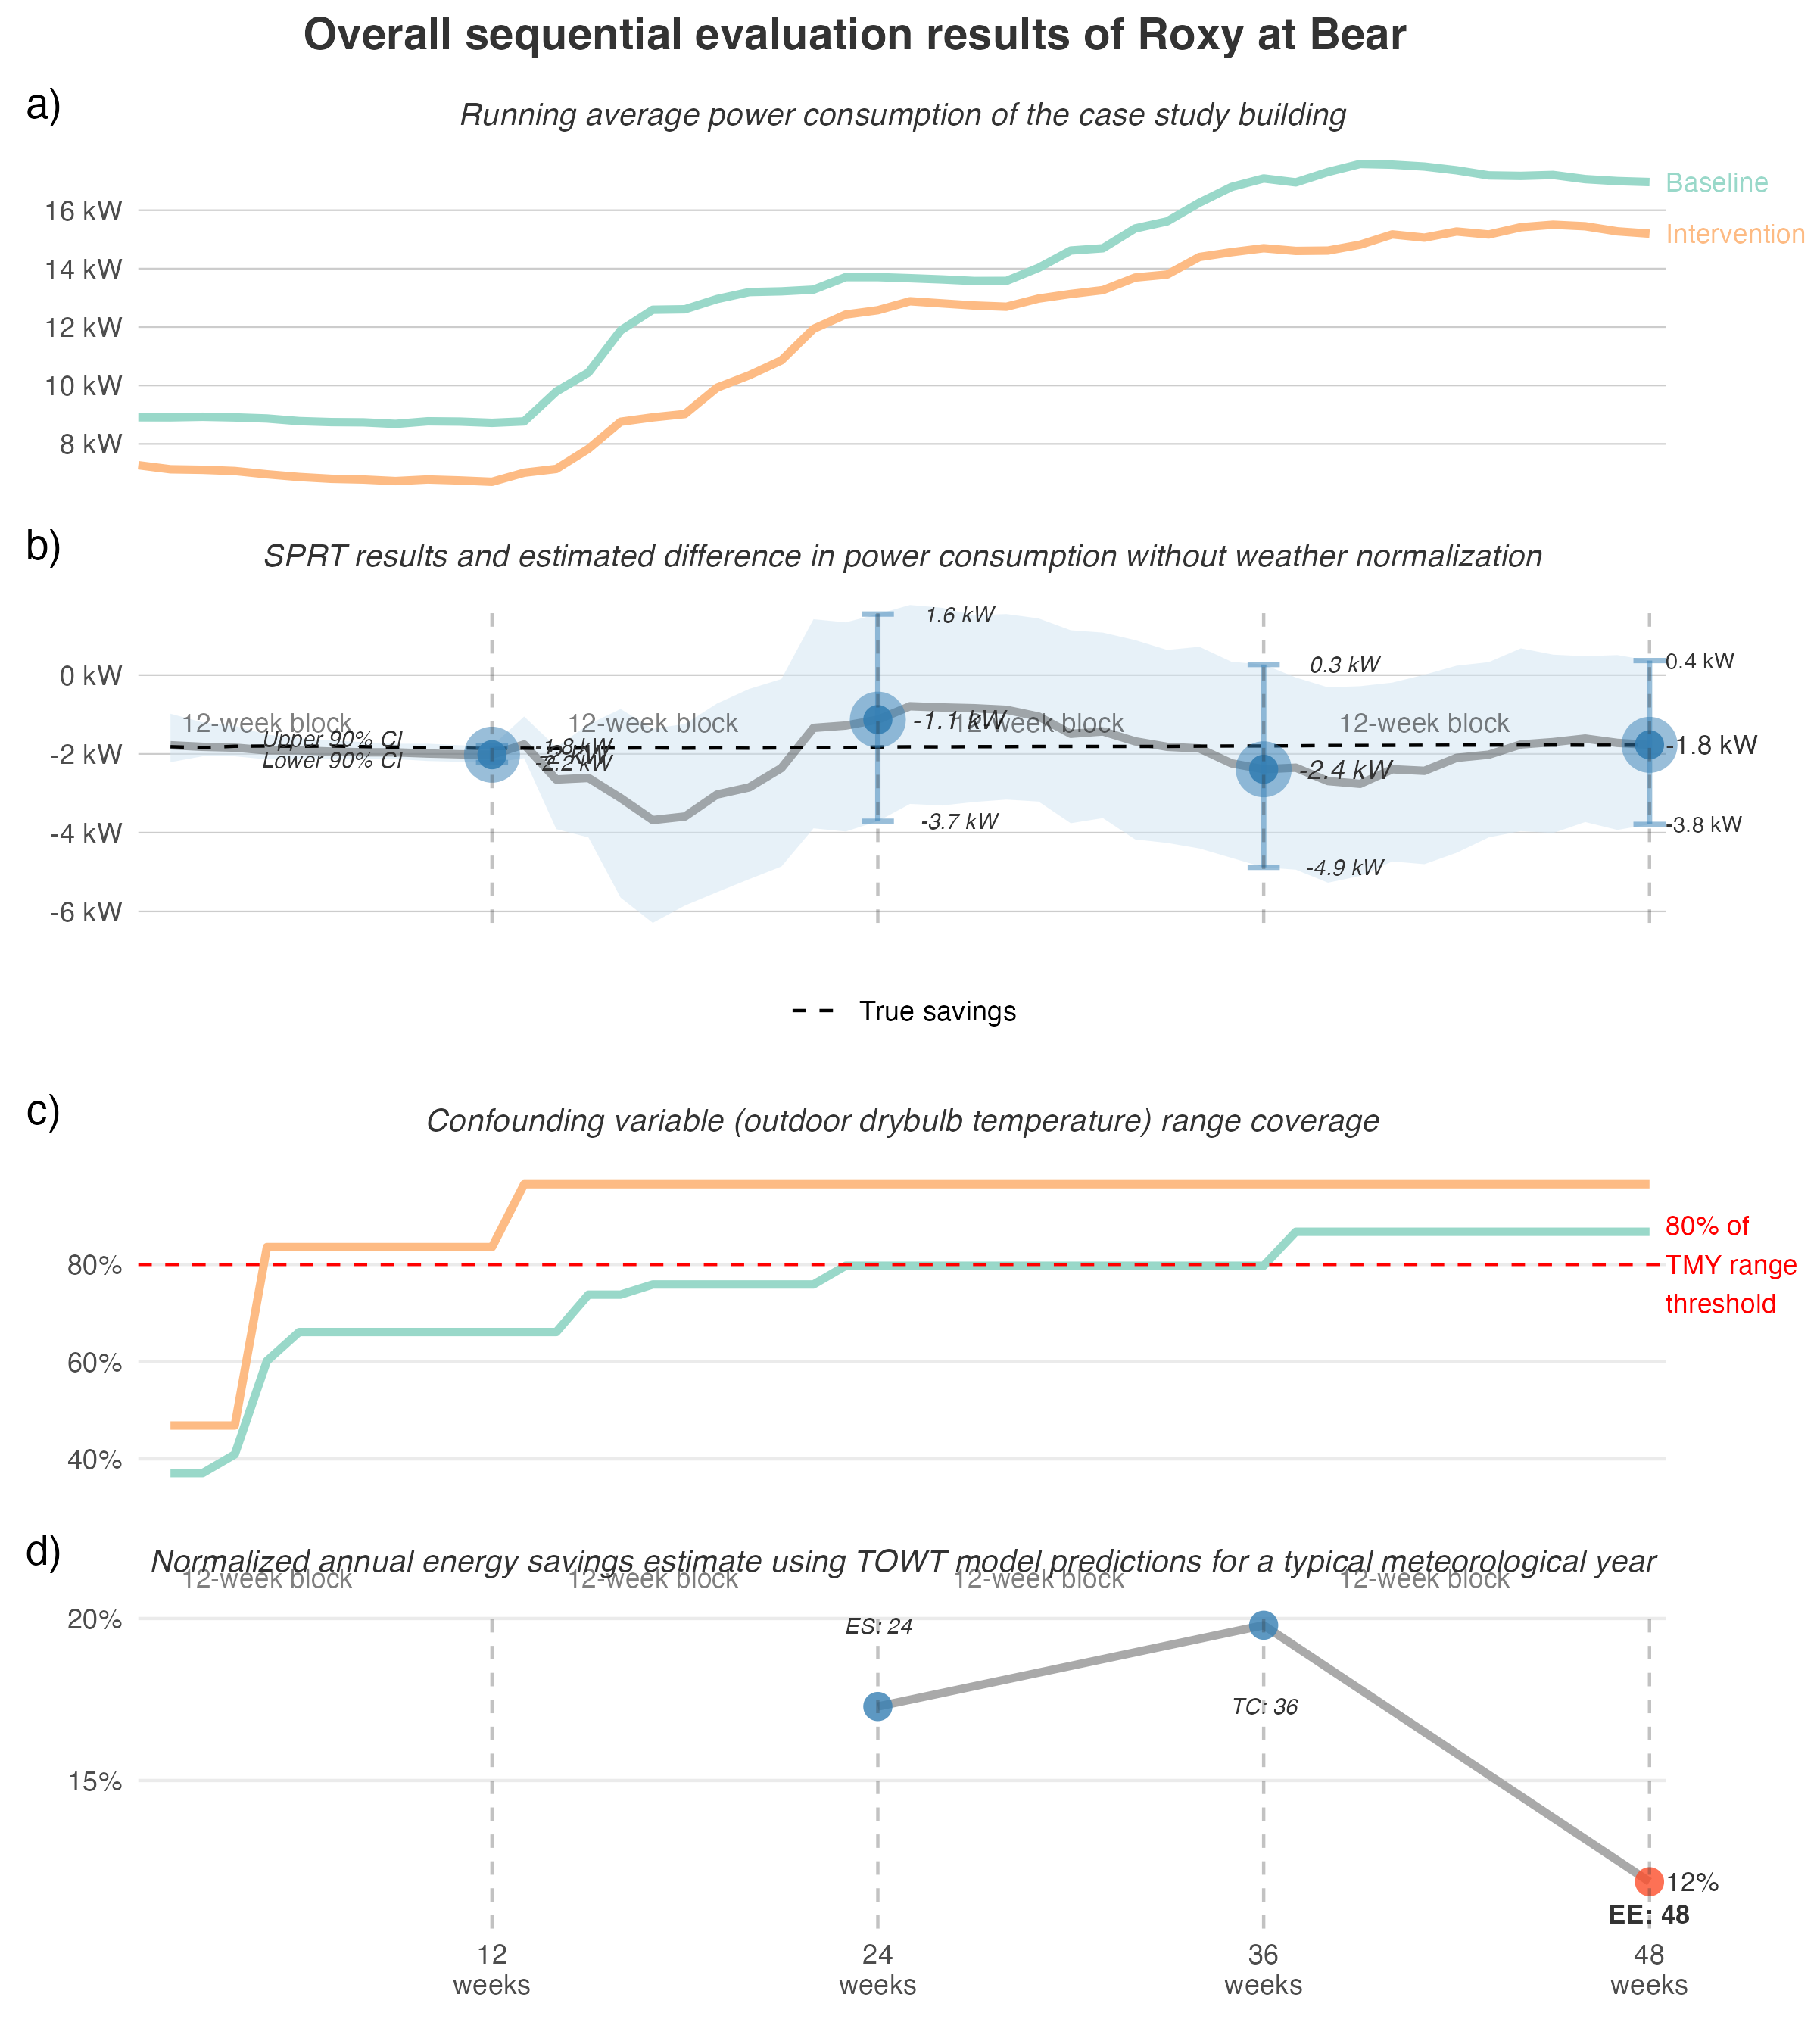 Overall sequential evaluation results of Roxy at Bear
a)
Running average power consumption of the case study building
16 kW
14 kW
12 kW
10 kW
8 kW
Baseline
Intervention
b)
SPRT results and estimated difference in power consumption without weather normalization
0 kW
-2 kW
-4 kW
-6 kW
12-week block
12-week block
12-week block
12-week block
Upper 90% CI
Lower 90% CI
-1.8 kW
-2 kW
-2.2 kW
1.6 kW
-1.1 kW
-3.7 kW
0.3 kW
-2.4 kW
-4.9 kW
0.4 kW
-1.8 kW
-3.8 kW
True savings
c)
Confounding variable (outdoor drybulb temperature) range coverage
80%
60%
40%
80% of
TMY range
threshold
d)
Normalized annual energy savings estimate using TOWT model predictions for a typical meteorological year
12-week block
12-week block
12-week block
12-week block
20%
15%
ES: 24
TC: 36
12%
EE: 48
12
weeks
24
weeks
36
weeks
48
weeks